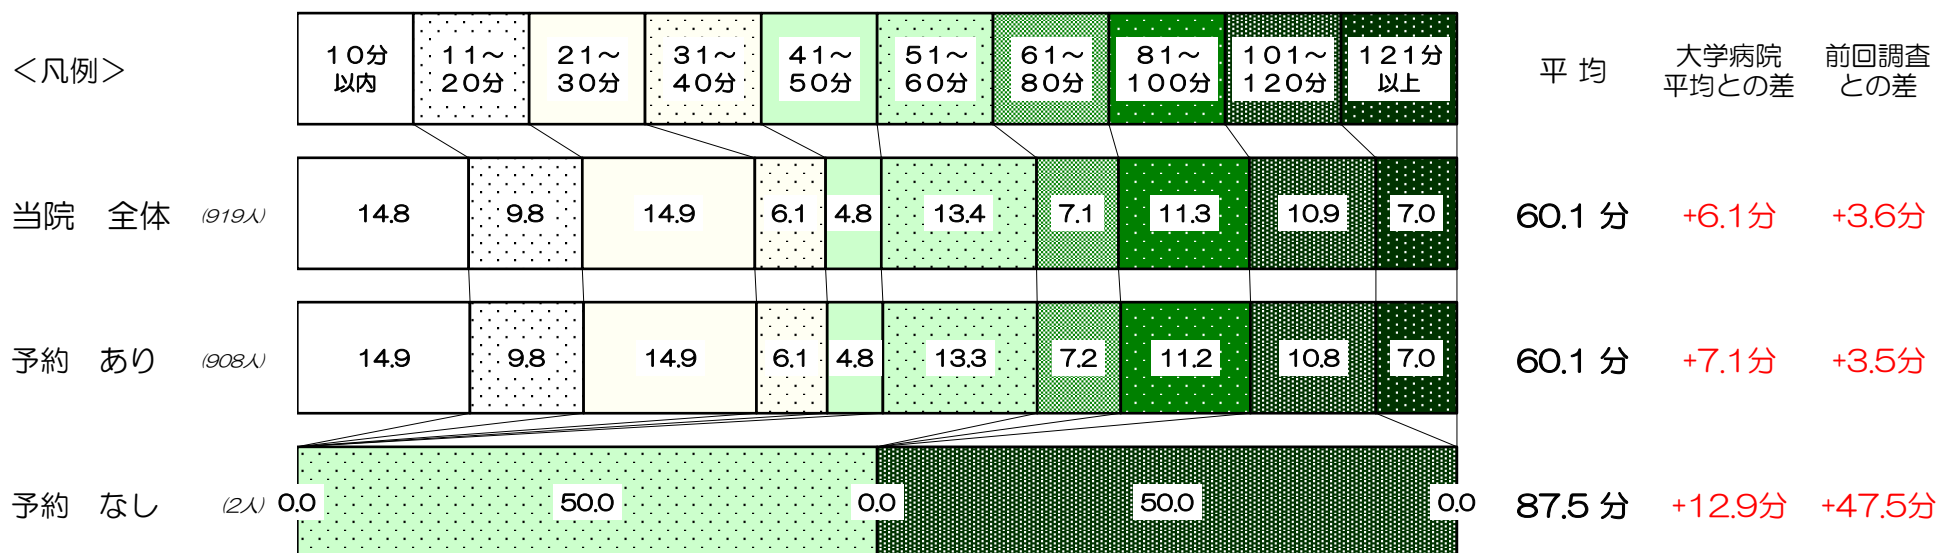 ＜凡例＞
１０分
以内
１１～
２０分
２１～
３０分
３１～
４０分
４１～
５０分
５１～
６０分
６１～
８０分
８１～
１００分
１０１～
１２０分
１２１分
以上
平 均
大学病院
平均との差
前回調査
との差
当院　全体 (919人) 14.8 9.8 14.9 6.1 4.8 13.4 7.1 11.3 10.9 7.0 60.1 分 +6.1分 +3.6分
予約　あり (908人) 14.9 9.8 14.9 6.1 4.8 13.3 7.2 11.2 10.8 7.0 60.1 分 +7.1分 +3.5分
予約　なし (2人) 0.0 50.0 0.0 50.0 0.0 87.5 分 +12.9分 +47.5分